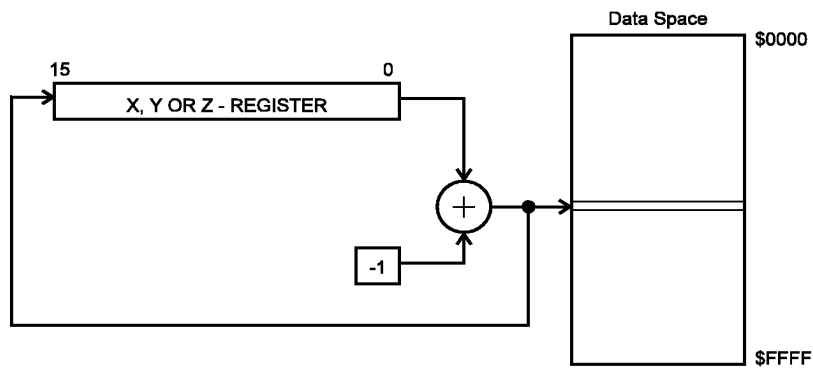 Data Space
$0000
15 0
X, Y OR Z - REGISTER
+
-1
$FFFF